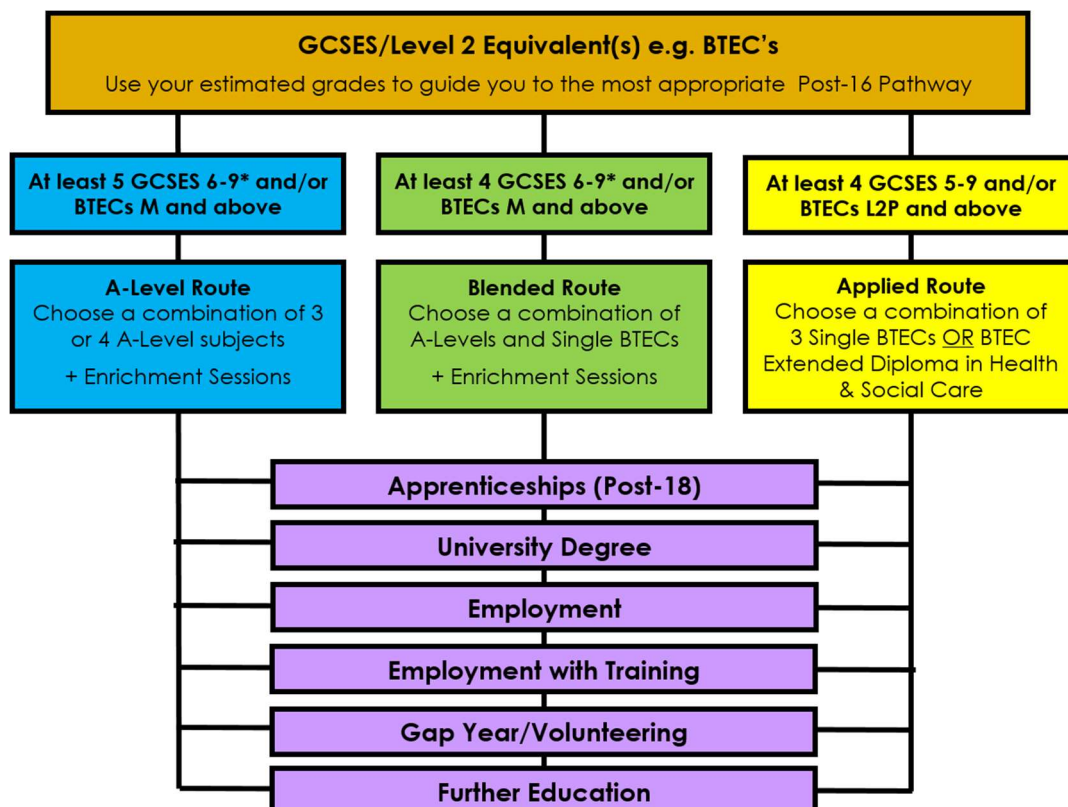 GCSES/Level 2 Equivalent(s) e.g. BTEC's
Use your estimated grades to guide you to the most appropriate Post-16 Pathway
At least 5 GCSES 6-9* and/or
BTECs M and above
At least 4 GCSES 6-9* and/or
BTECs M and above
At least 4 GCSES 5-9 and/or
BTECs L2P and above
A-Level Route
Choose a combination of 3
or 4 A-Level subjects
+ Enrichment Sessions
Blended Route
Choose a combination of
A-Levels and Single BTECs
+ Enrichment Sessions
Applied Route
Choose a combination of
3 Single BTECs OR BTEC
Extended Diploma in Health
& Social Care
Apprenticeships (Post-18)
University Degree
Employment
Employment with Training
Gap Year/Volunteering
Further Education